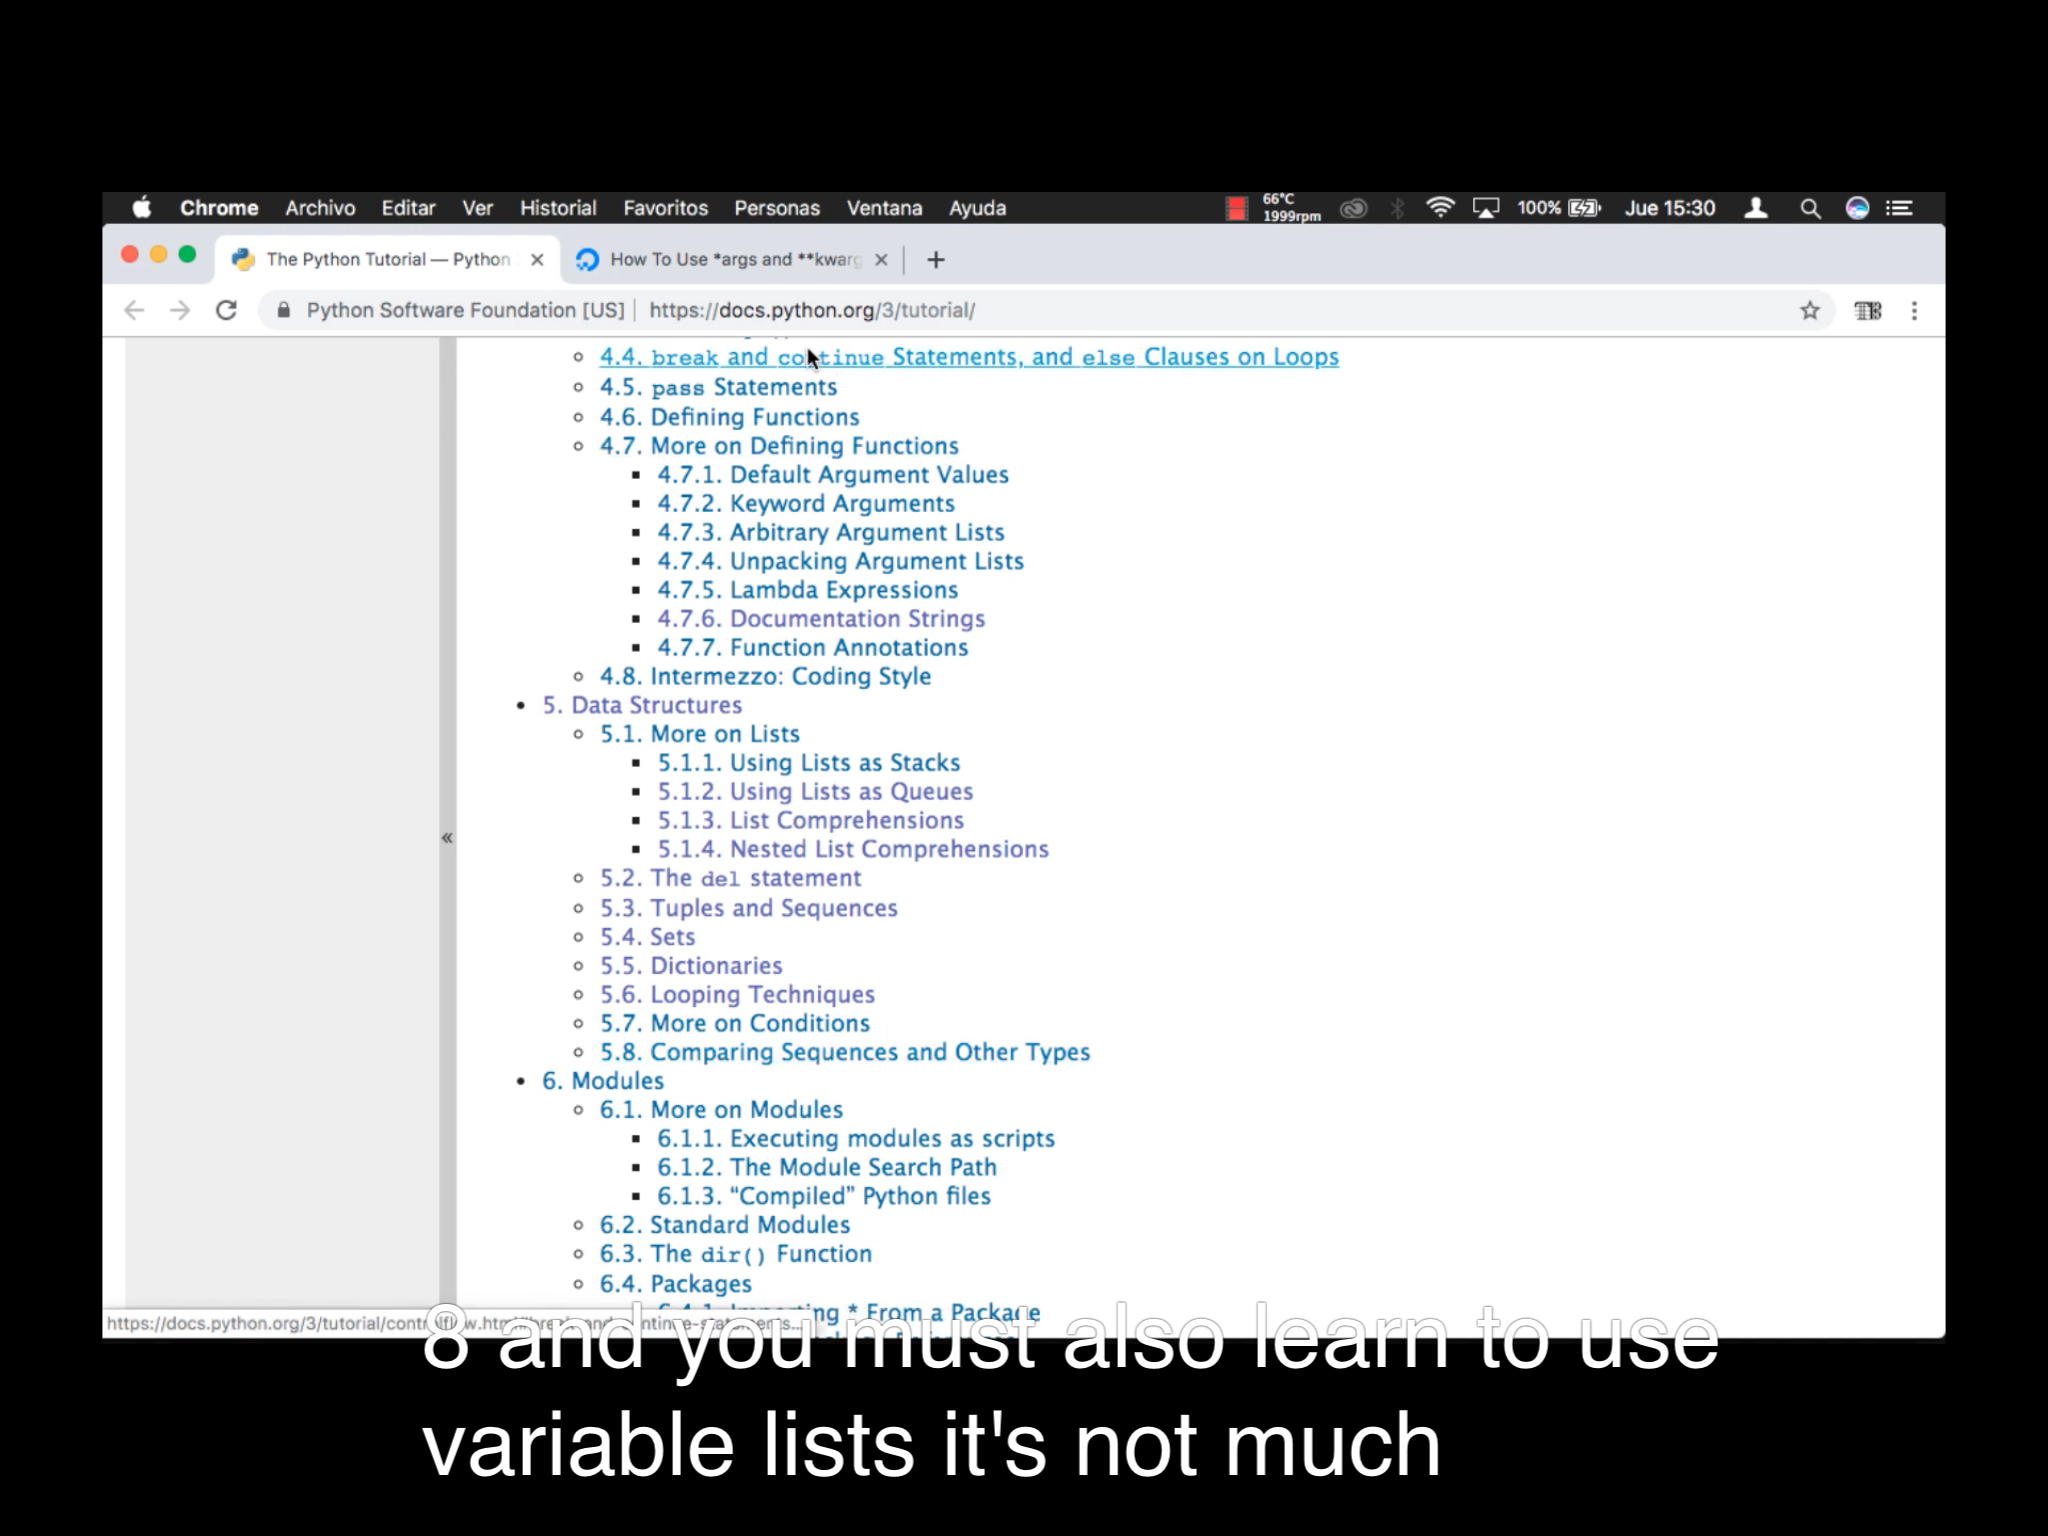 Chrome Archivo Editar Ver Historial Favoritos Personas Ventana Ayuda 66°C 1999rpm 100% Jue 15:30
The Python Tutorial — Python How To Use *args and **kwarg
Python Software Foundation [US] https://docs.python.org/3/tutorial/
4.4. break and continue Statements, and else Clauses on Loops
4.5. pass Statements
4.6. Defining Functions
4.7. More on Defining Functions
4.7.1. Default Argument Values
4.7.2. Keyword Arguments
4.7.3. Arbitrary Argument Lists
4.7.4. Unpacking Argument Lists
4.7.5. Lambda Expressions
4.7.6. Documentation Strings
4.7.7. Function Annotations
4.8. Intermezzo: Coding Style
5. Data Structures
5.1. More on Lists
5.1.1. Using Lists as Stacks
5.1.2. Using Lists as Queues
5.1.3. List Comprehensions
5.1.4. Nested List Comprehensions
5.2. The del statement
5.3. Tuples and Sequences
5.4. Sets
5.5. Dictionaries
5.6. Looping Techniques
5.7. More on Conditions
5.8. Comparing Sequences and Other Types
6. Modules
6.1. More on Modules
6.1.1. Executing modules as scripts
6.1.2. The Module Search Path
6.1.3. “Compiled” Python files
6.2. Standard Modules
6.3. The dir() Function
6.4. Packages
* From a Package
8 and you must also learn to use
variable lists it's not much